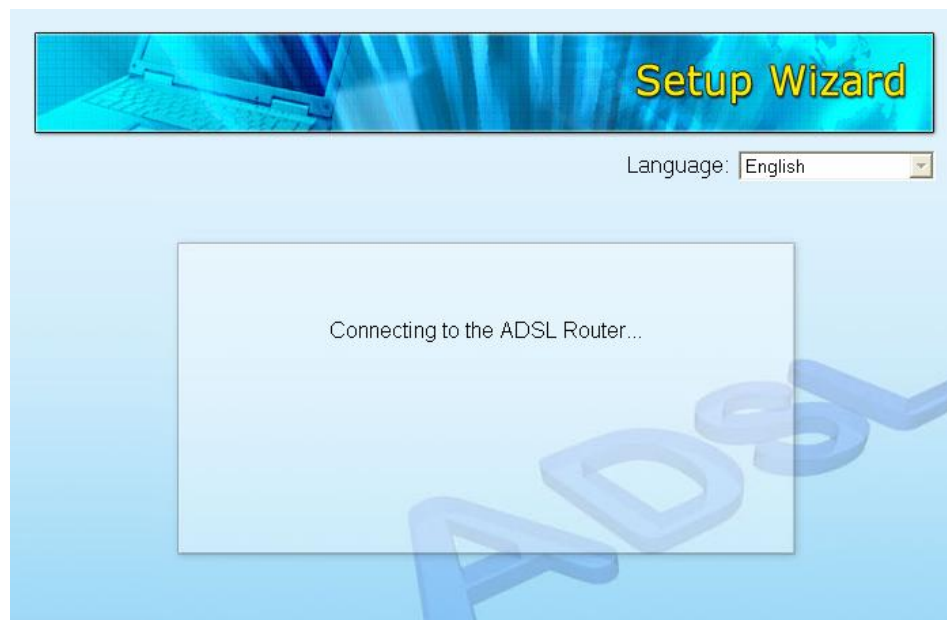 Setup Wizard
Language: English
Connecting to the ADSL Router...
ADSL